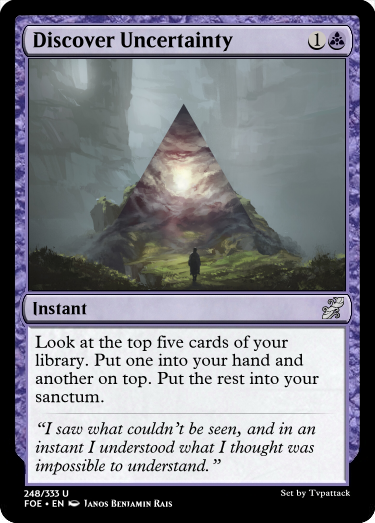 Discover Uncertainty 1
Instant
Look at the top five cards of your
library. Put one into your hand and
another on top. Put the rest into your
sanctum.
“I saw what couldn’t be seen, and in an
instant I understood what I thought was
impossible to understand.”
248/333 U
FOE • EN Janos Benjamin Rais
Set by Tvpattack